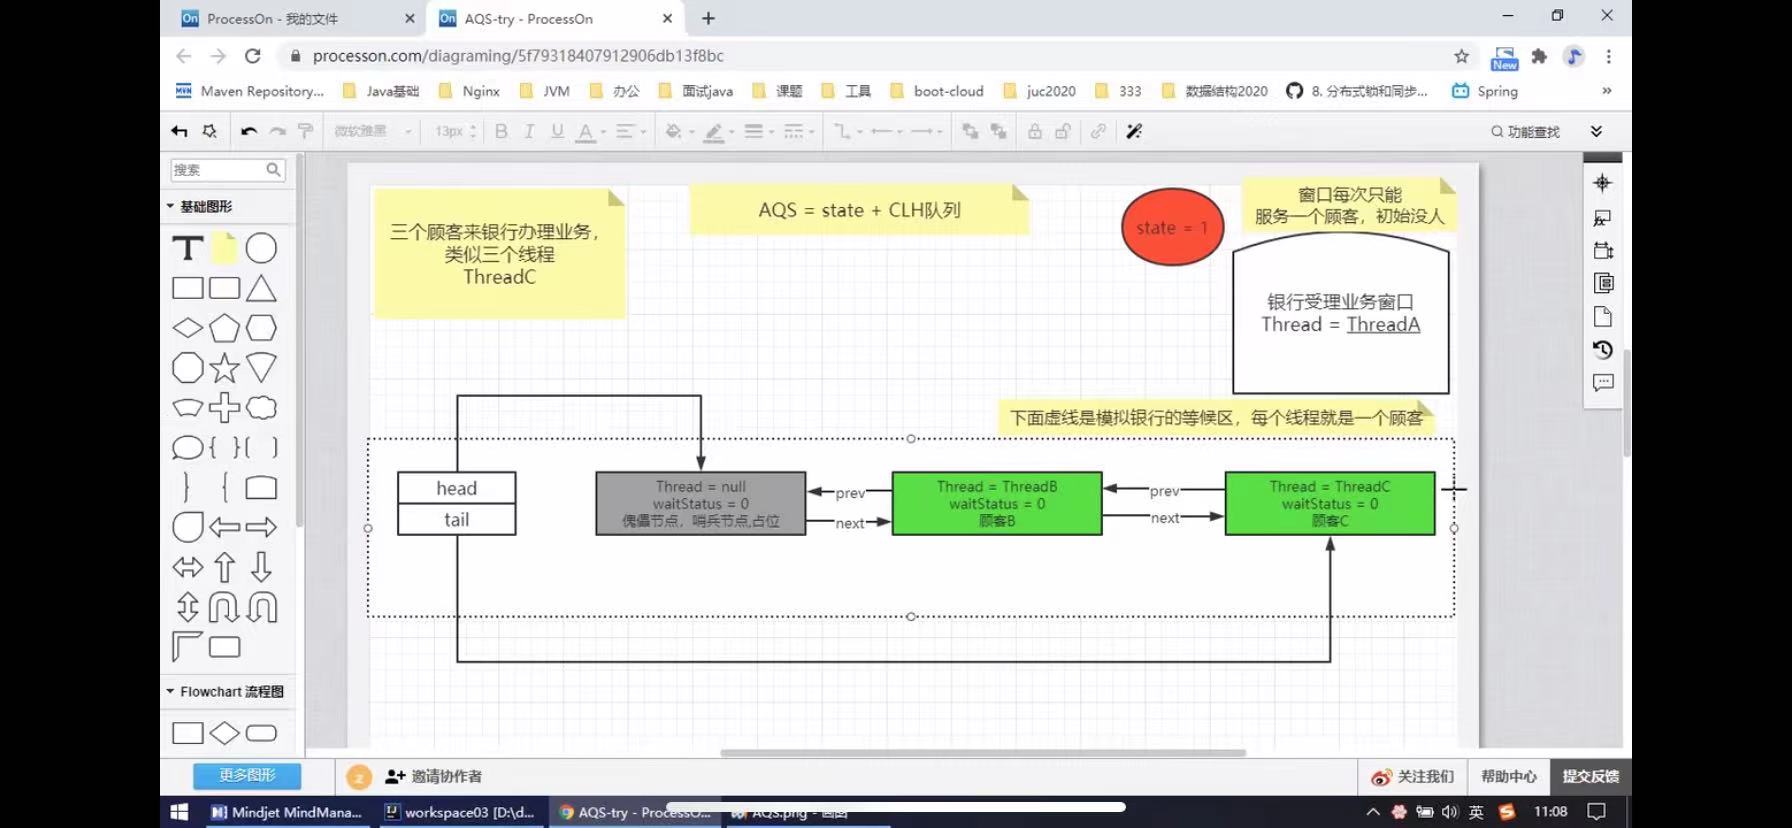 ProcessOn - 我的文件
AQS-try - ProcessOn
processon.com/diagraming/5f79318407912906db13f8bc
New
Maven Repository...
Java基础
Nginx
JVM
办公
面试java
课题
工具
boot-cloud
juc2020
333
数据结构2020
8. 分布式锁和同步...
Spring
»
微软雅黑
13px
B
I
U
A
功能查找
搜索
基础图形
T
三个顾客来银行办理业务，
类似三个线程
ThreadC
AQS = state + CLH队列
state = 1
窗口每次只能
服务一个顾客，初始没人
银行受理业务窗口
Thread = ThreadA
下面虚线是模拟银行的等候区，每个线程就是一个顾客
head
tail
Thread = null
waitStatus = 0
傀儡节点，哨兵节点,占位
prev
next
Thread = ThreadB
waitStatus = 0
顾客B
prev
next
Thread = ThreadC
waitStatus = 0
顾客C
Flowchart 流程图
更多图形
z
邀请协作者
关注我们
帮助中心
提交反馈
Mindjet MindMana...
workspace03 [D:\d...
AQS-try - ProcessO...
AQS.png - 画图
英
11:08